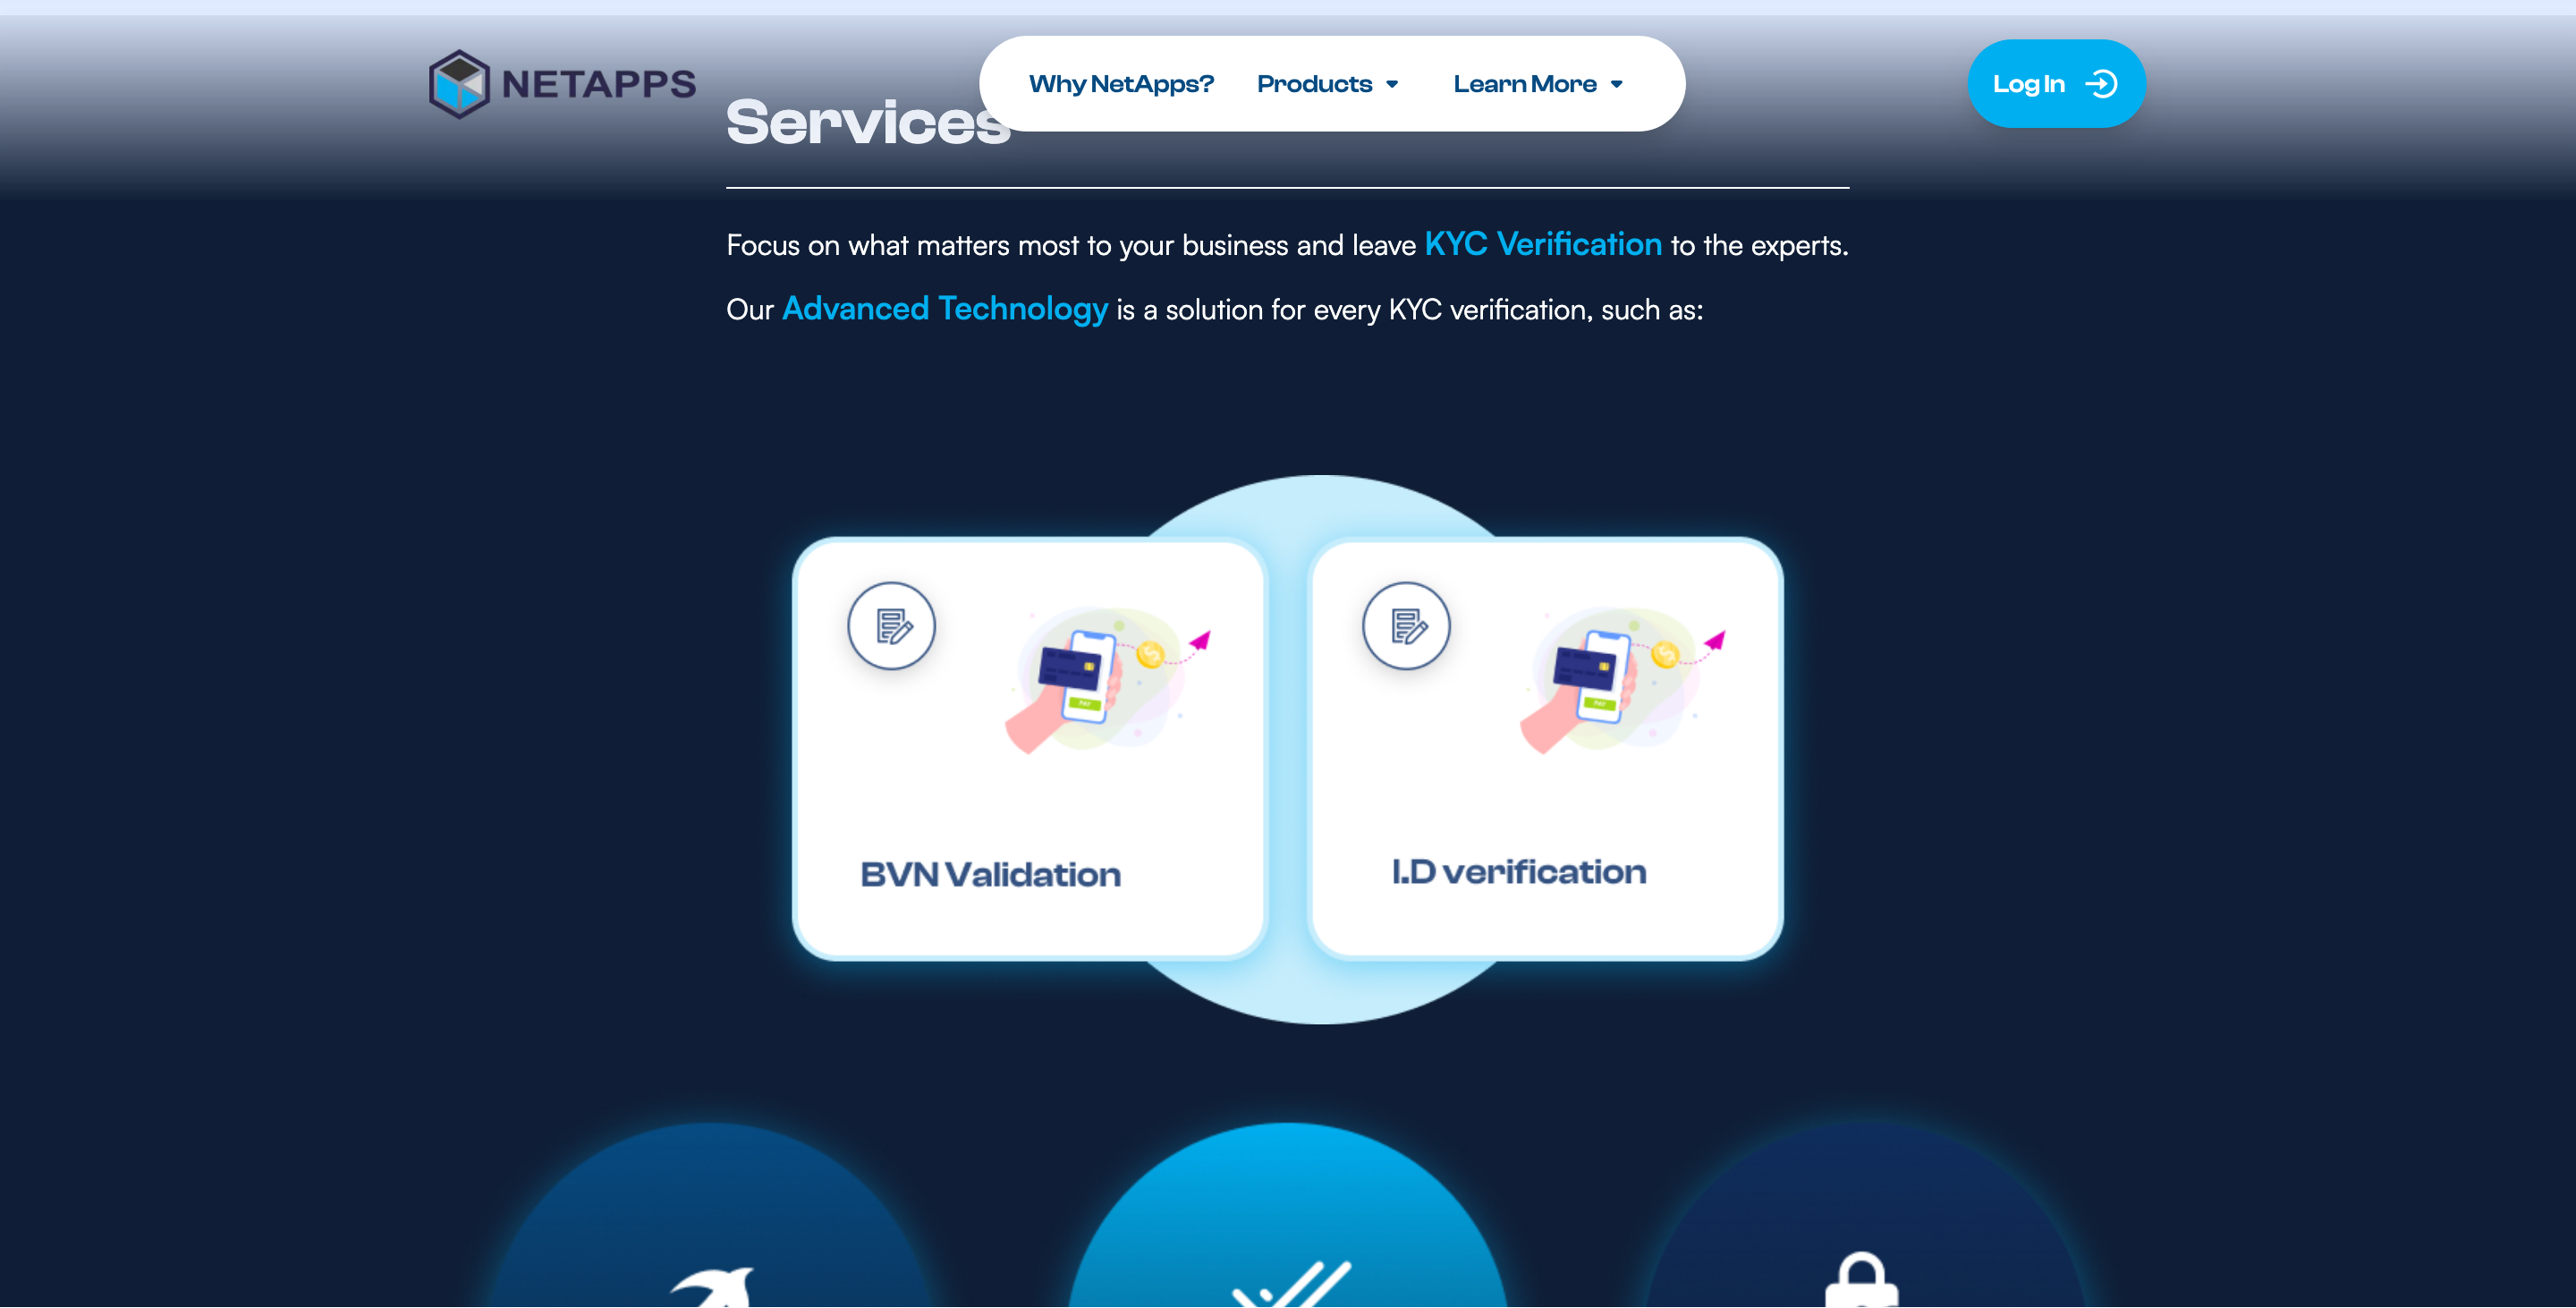 NETAPPS
Why NetApps?
Products
Learn More
Log In
Services
Focus on what matters most to your business and leave KYC Verification to the experts.
Our Advanced Technology is a solution for every KYC verification, such as:
PAY
PAY
BVN Validation
I.D verification